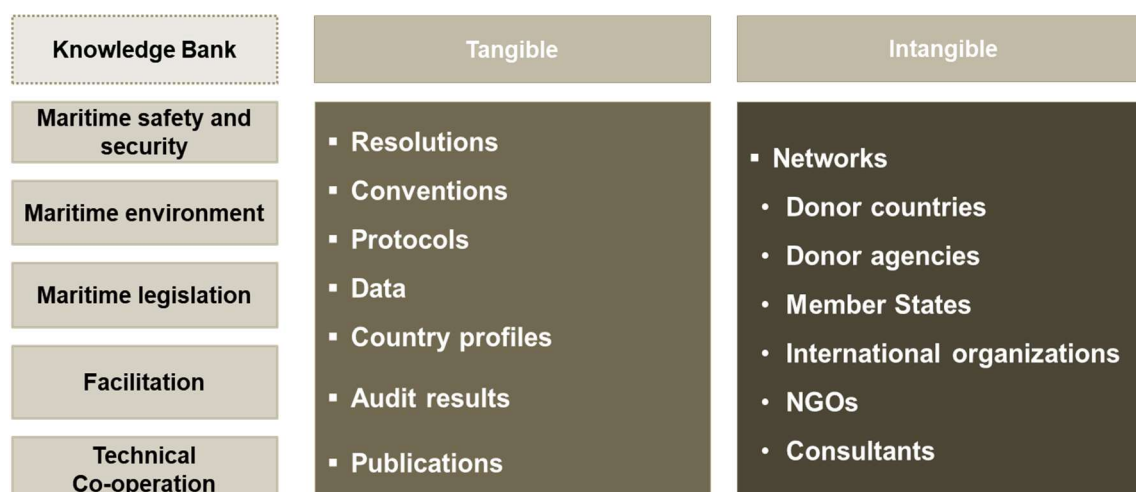 Knowledge Bank
Maritime safety and
security
Maritime environment
Maritime legislation
Facilitation
Technical
Co-operation
Tangible
▪ Resolutions
▪ Conventions
▪ Protocols
▪ Data
▪ Country profiles
▪ Audit results
▪ Publications
Intangible
▪ Networks
• Donor countries
• Donor agencies
• Member States
• International organizations
• NGOs
• Consultants